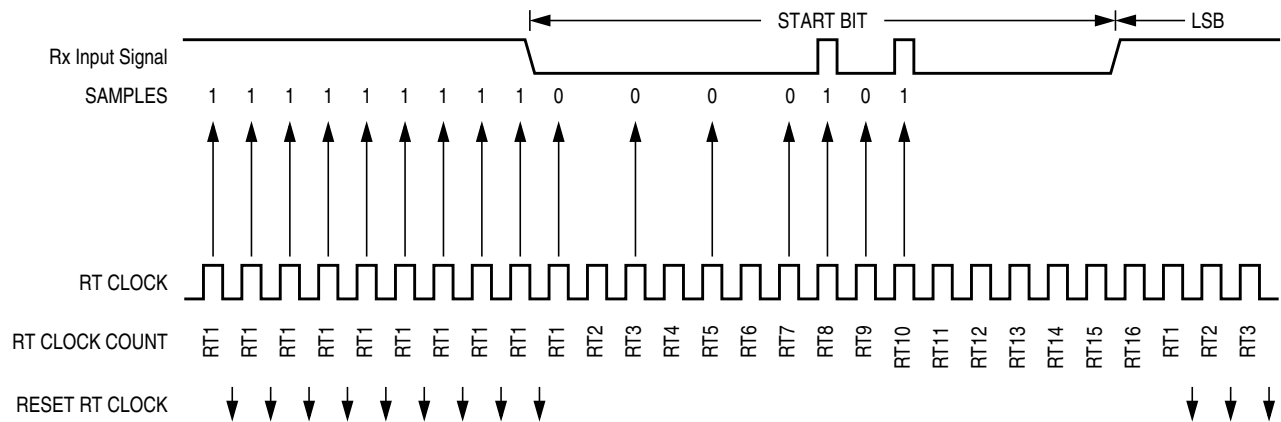 START BIT LSB
Rx Input Signal
SAMPLES 1 1 1 1 1 1 1 1 1 0 0 0 0 1 0 1
RT CLOCK
RT CLOCK COUNT RT1 RT1 RT1 RT1 RT1 RT1 RT1 RT1 RT1 RT1 RT2 RT3 RT4 RT5 RT6 RT7 RT8 RT9 RT10 RT11 RT12 RT13 RT14 RT15 RT16 RT1 RT2 RT3
RESET RT CLOCK